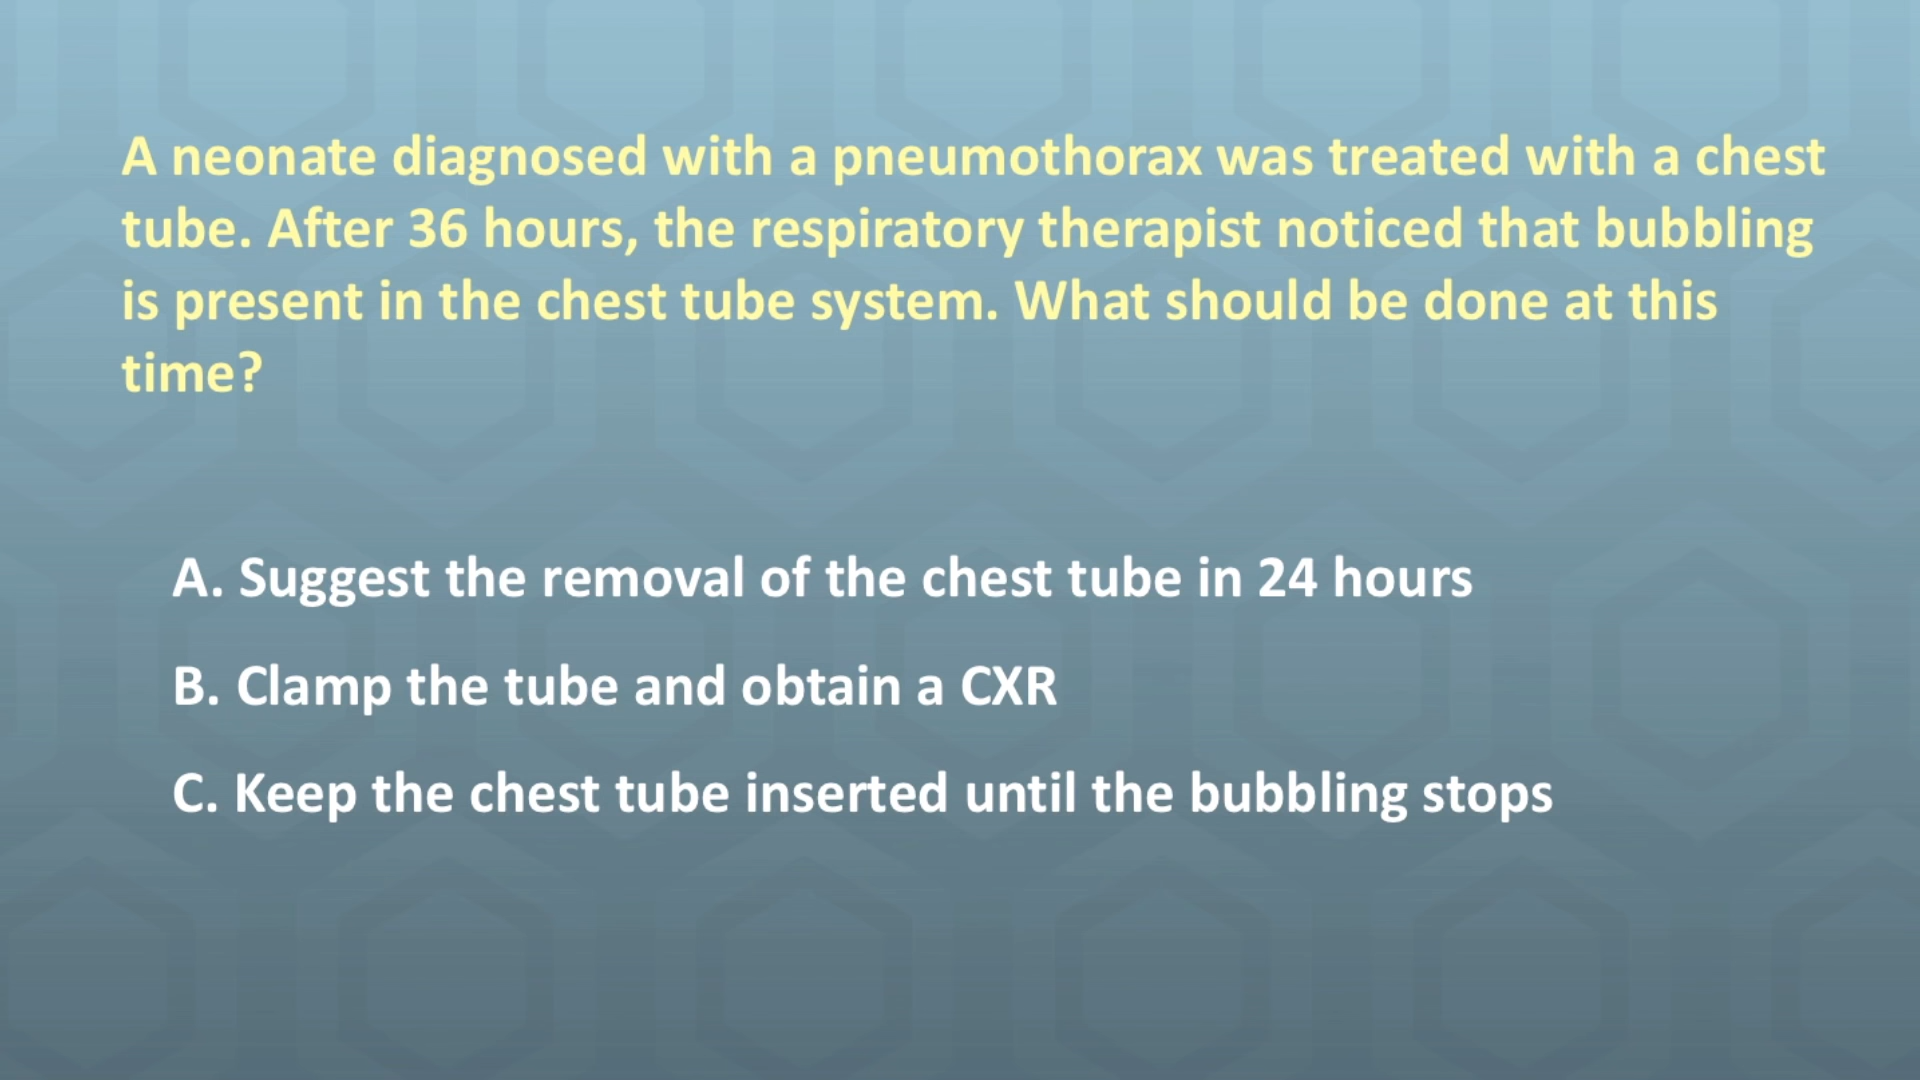 A neonate diagnosed with a pneumothorax was treated with a chest
tube. After 36 hours, the respiratory therapist noticed that bubbling
is present in the chest tube system. What should be done at this
time?
A. Suggest the removal of the chest tube in 24 hours
B. Clamp the tube and obtain a CXR
C. Keep the chest tube inserted until the bubbling stops